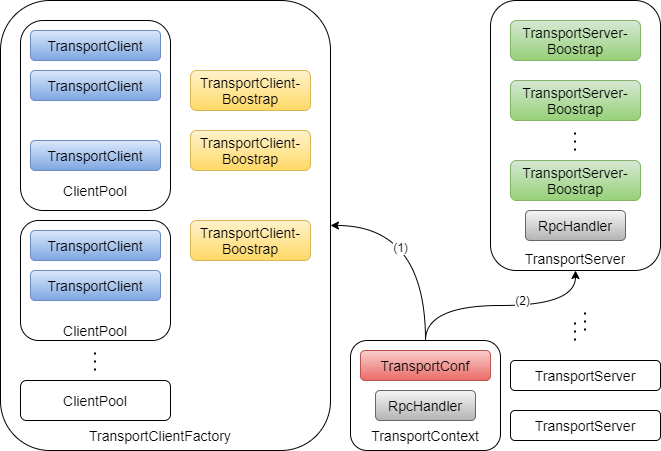 TransportClient
TransportClient
TransportClient
ClientPool
TransportClient
TransportClient
ClientPool
ClientPool
TransportClient-
Boostrap
TransportClient-
Boostrap
TransportClient-
Boostrap
TransportClientFactory
(1)
(2)
TransportConf
RpcHandler
TransportContext
TransportServer-
Boostrap
TransportServer-
Boostrap
TransportServer-
Boostrap
RpcHandler
TransportServer
TransportServer
TransportServer